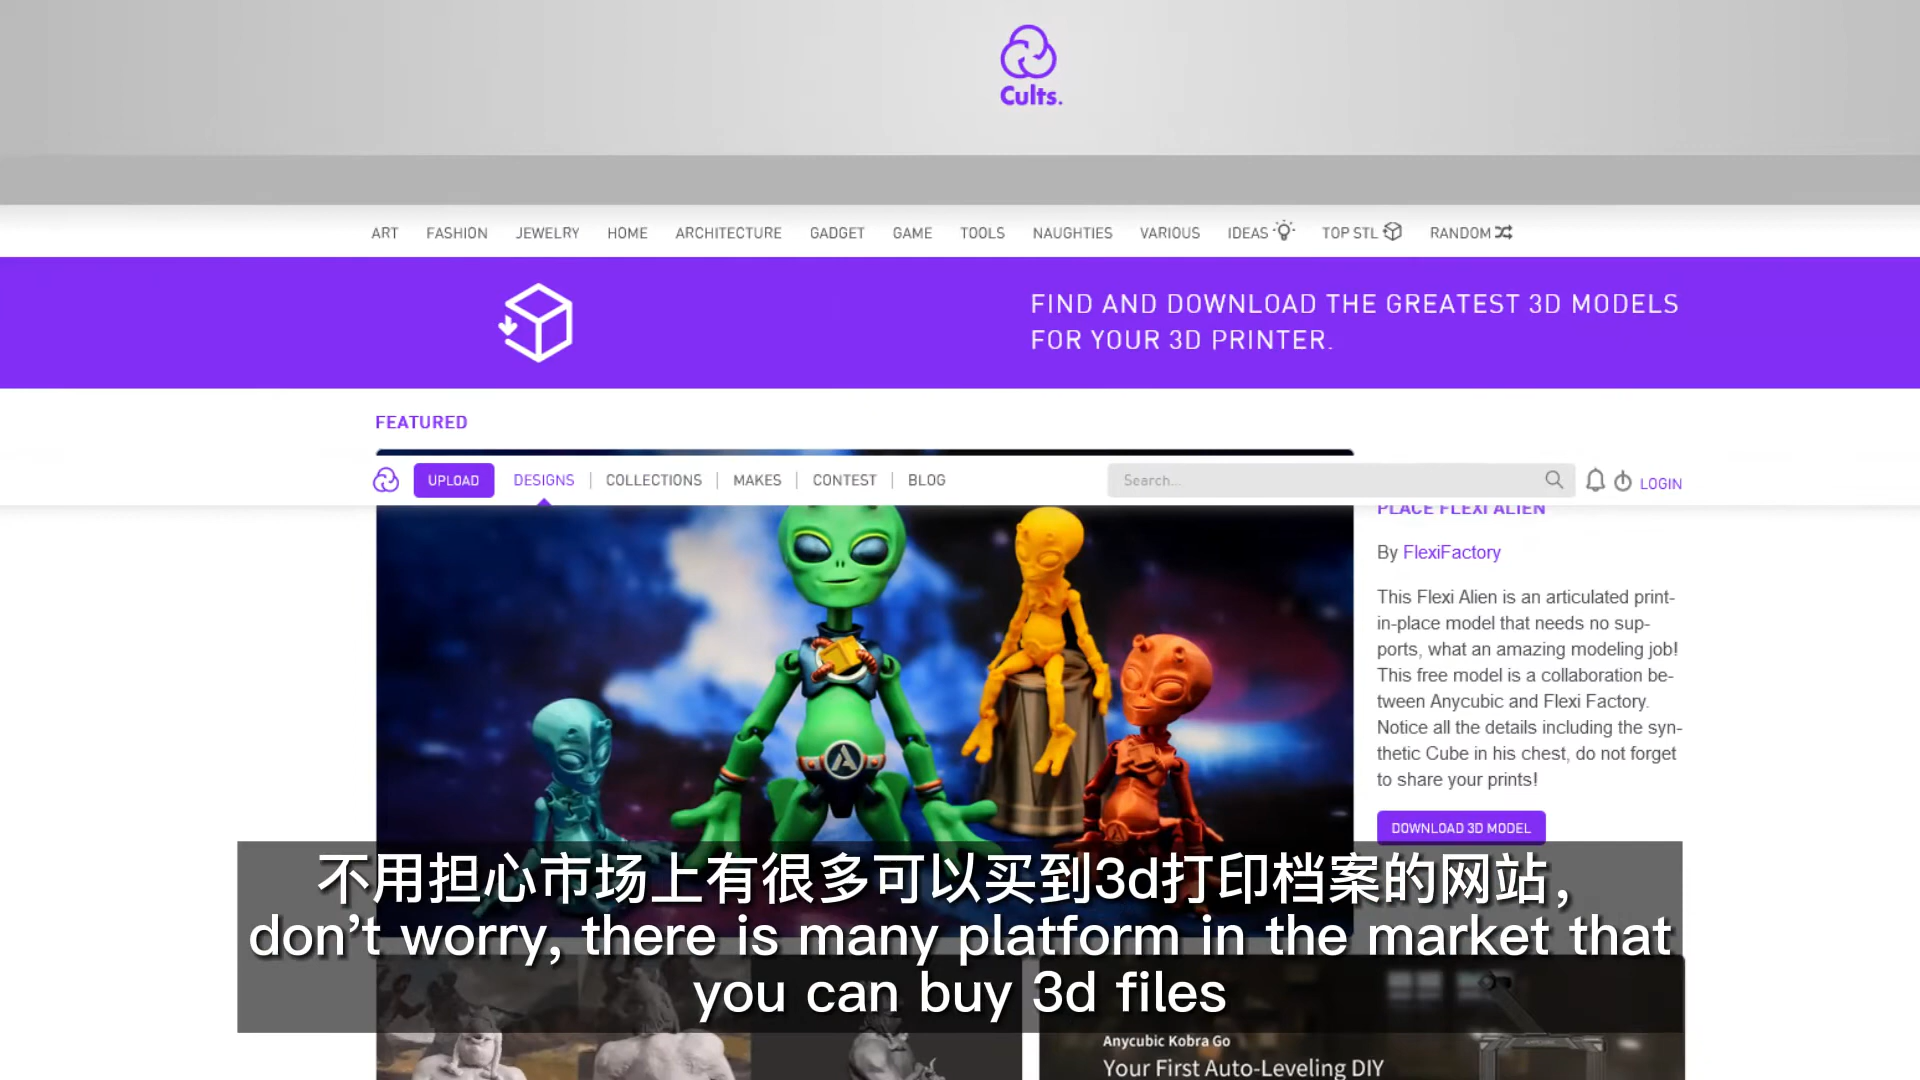 Cults.
ART FASHION JEWELRY HOME ARCHITECTURE GADGET GAME TOOLS NAUGHTIES VARIOUS IDEAS TOP STL RANDOM
FIND AND DOWNLOAD THE GREATEST 3D MODELS
FOR YOUR 3D PRINTER.
FEATURED
UPLOAD DESIGNS | COLLECTIONS | MAKES | CONTEST | BLOG Search... LOGIN
PLACE FLEXI ALIEN
By FlexiFactory
This Flexi Alien is an articulated print-
in-place model that needs no sup-
ports, what an amazing modeling job!
This free model is a collaboration be-
tween Anycubic and Flexi Factory.
Notice all the details including the syn-
thetic Cube in his chest, do not forget
to share your prints!
DOWNLOAD 3D MODEL
不用担心市场上有很多可以买到3d打印档案的网站，
don't worry, there is many platform in the market that
you can buy 3d files
Anycubic Kobra Go
Your First Auto-Leveling DIY